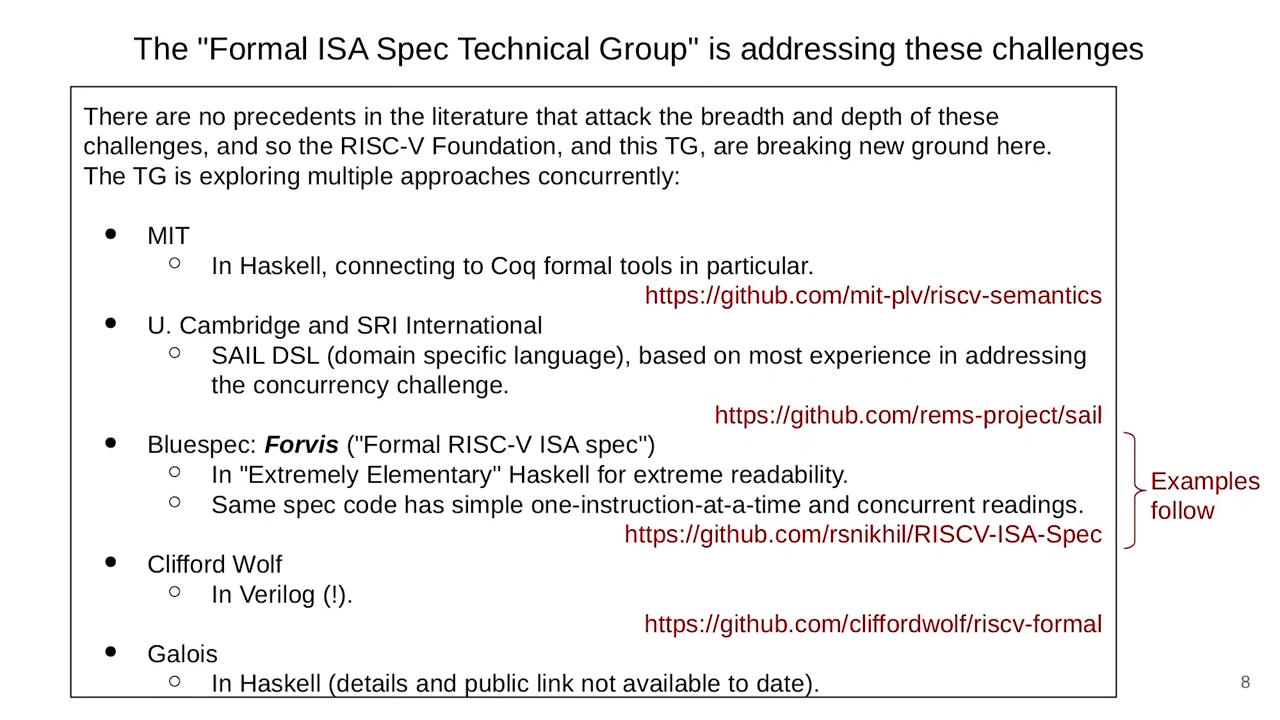 The "Formal ISA Spec Technical Group" is addressing these challenges
There are no precedents in the literature that attack the breadth and depth of these
challenges, and so the RISC-V Foundation, and this TG, are breaking new ground here.
The TG is exploring multiple approaches concurrently:
● MIT
○ In Haskell, connecting to Coq formal tools in particular.
https://github.com/mit-plv/riscv-semantics
● U. Cambridge and SRI International
○ SAIL DSL (domain specific language), based on most experience in addressing
the concurrency challenge.
https://github.com/rems-project/sail
● Bluespec: Forvis ("Formal RISC-V ISA spec")
○ In "Extremely Elementary" Haskell for extreme readability.
○ Same spec code has simple one-instruction-at-a-time and concurrent readings.
https://github.com/rsnikhil/RISCV-ISA-Spec
Examples
follow
● Clifford Wolf
○ In Verilog (!).
https://github.com/cliffordwolf/riscv-formal
● Galois
○ In Haskell (details and public link not available to date).
8